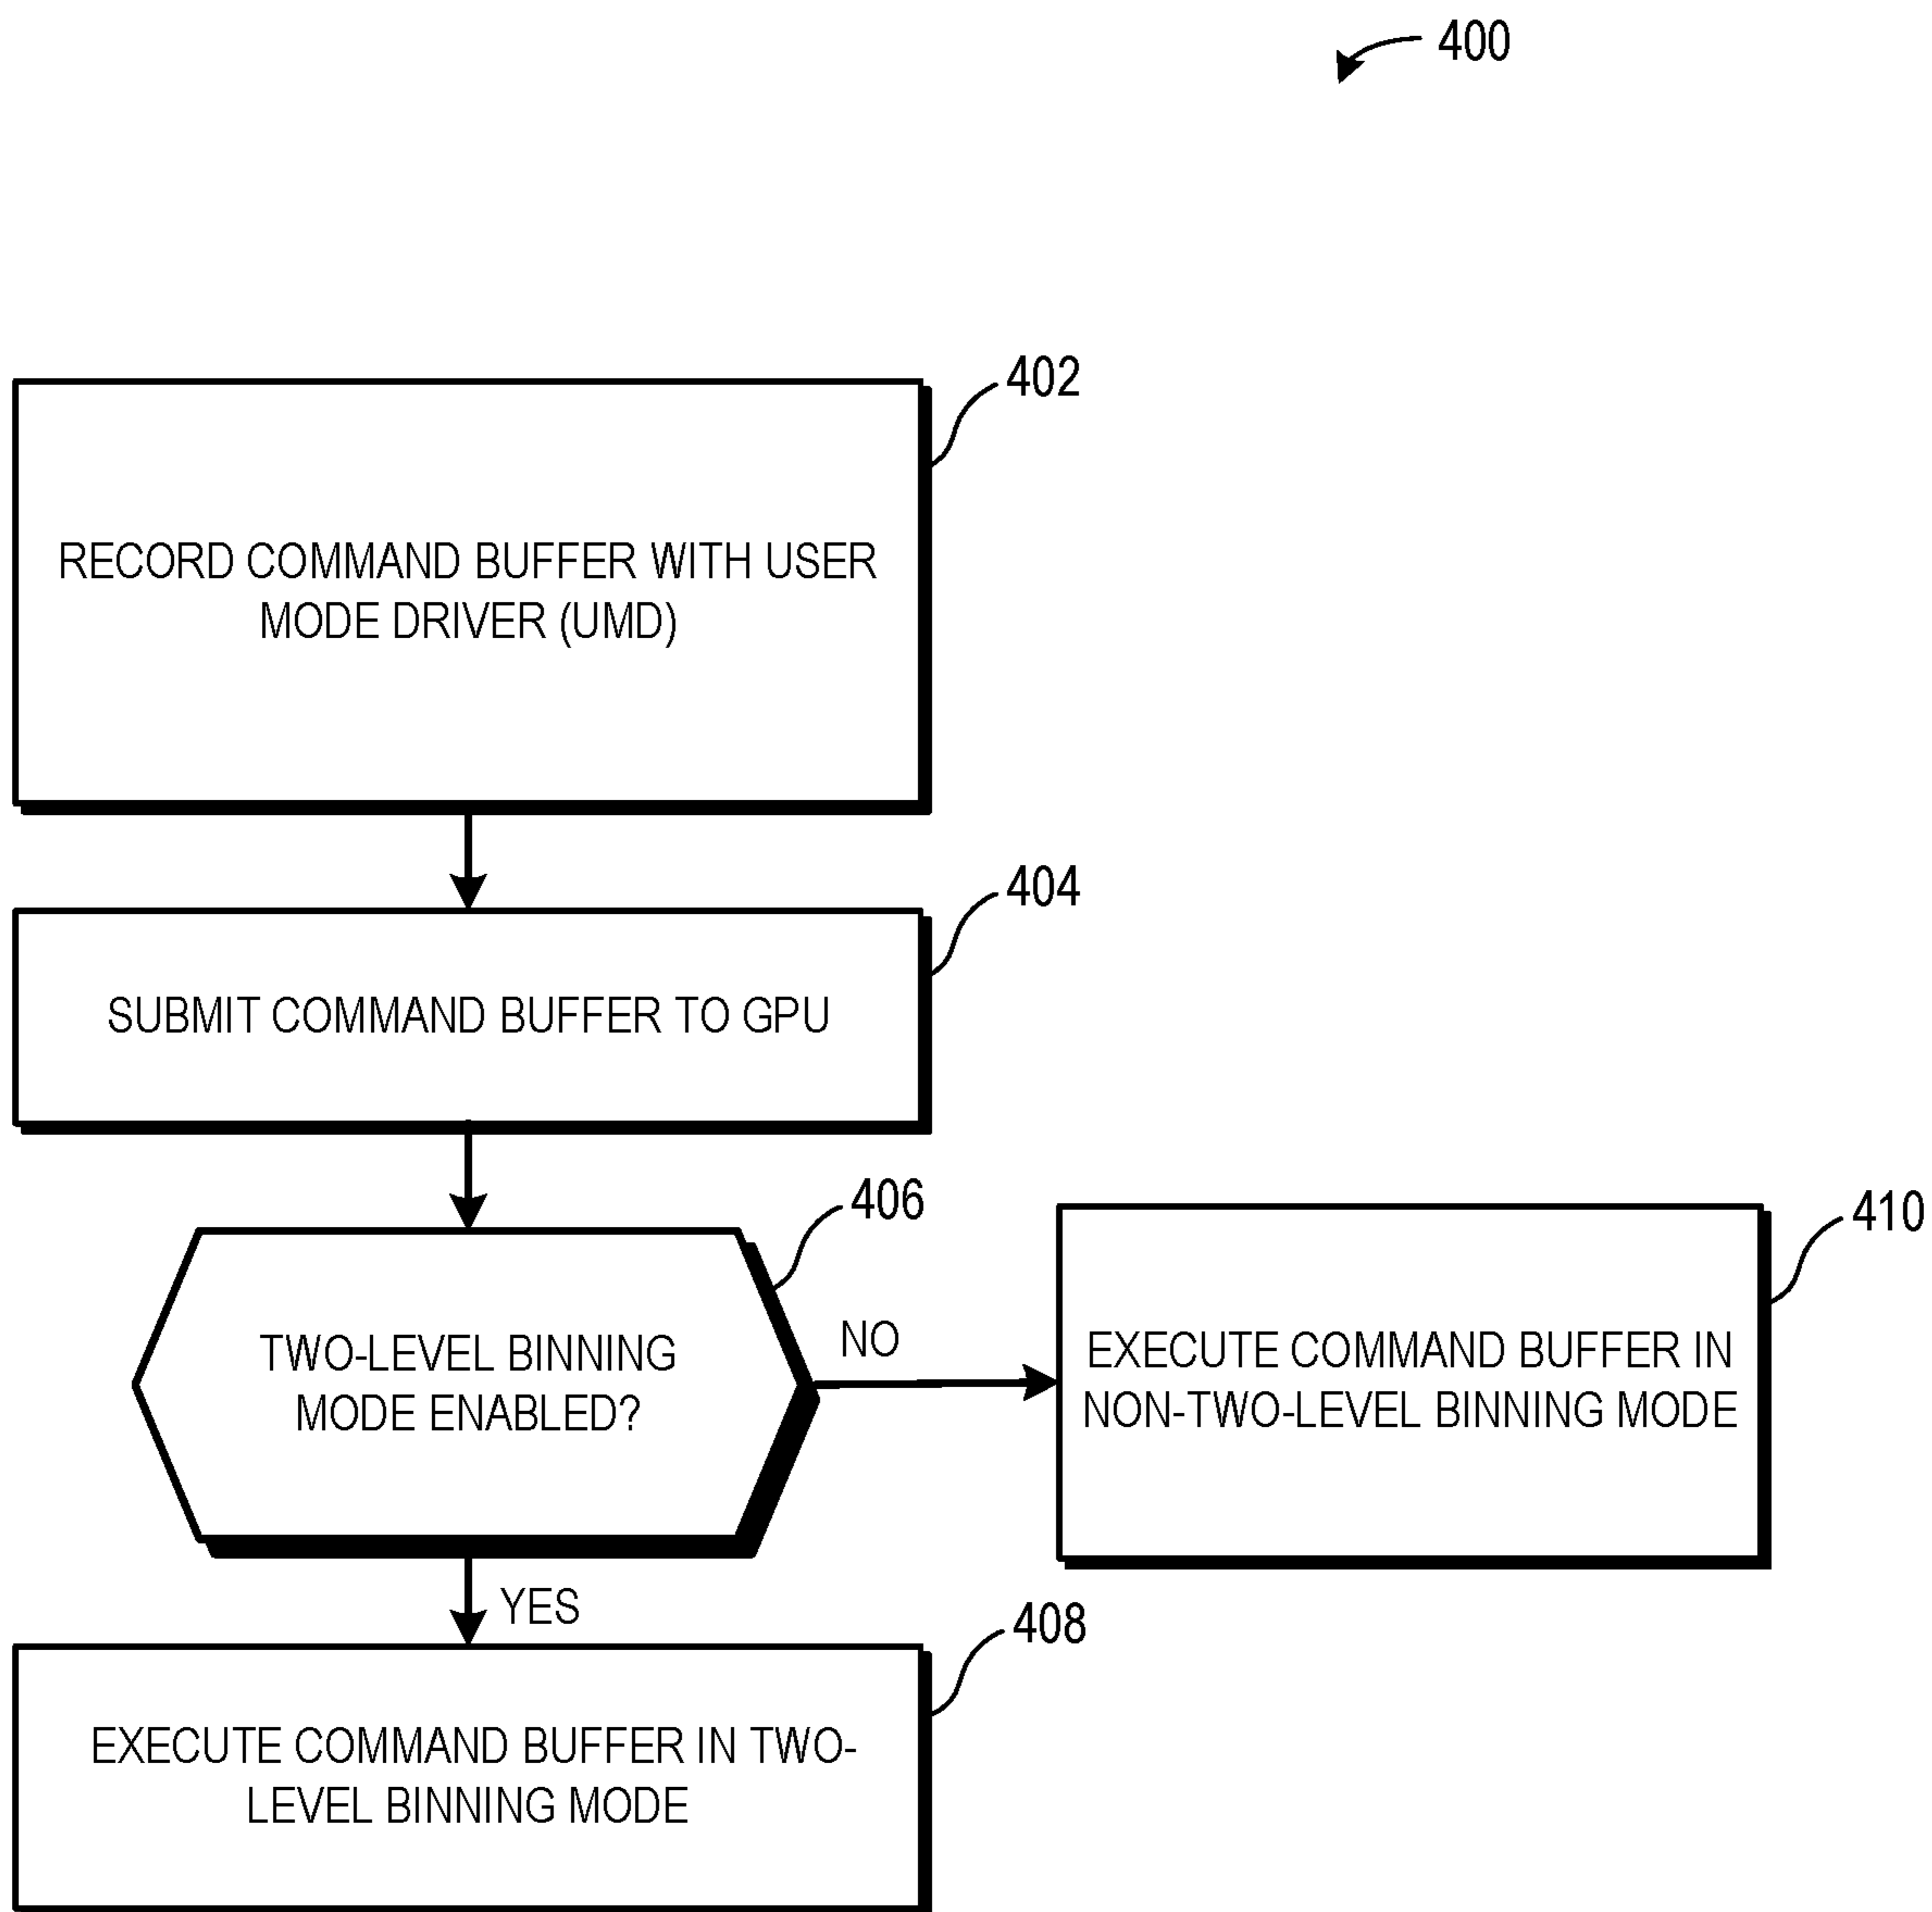 400
402
RECORD COMMAND BUFFER WITH USER
MODE DRIVER (UMD)
404
SUBMIT COMMAND BUFFER TO GPU
406
TWO-LEVEL BINNING
MODE ENABLED?
NO
410
EXECUTE COMMAND BUFFER IN
NON-TWO-LEVEL BINNING MODE
YES
408
EXECUTE COMMAND BUFFER IN TWO-
LEVEL BINNING MODE